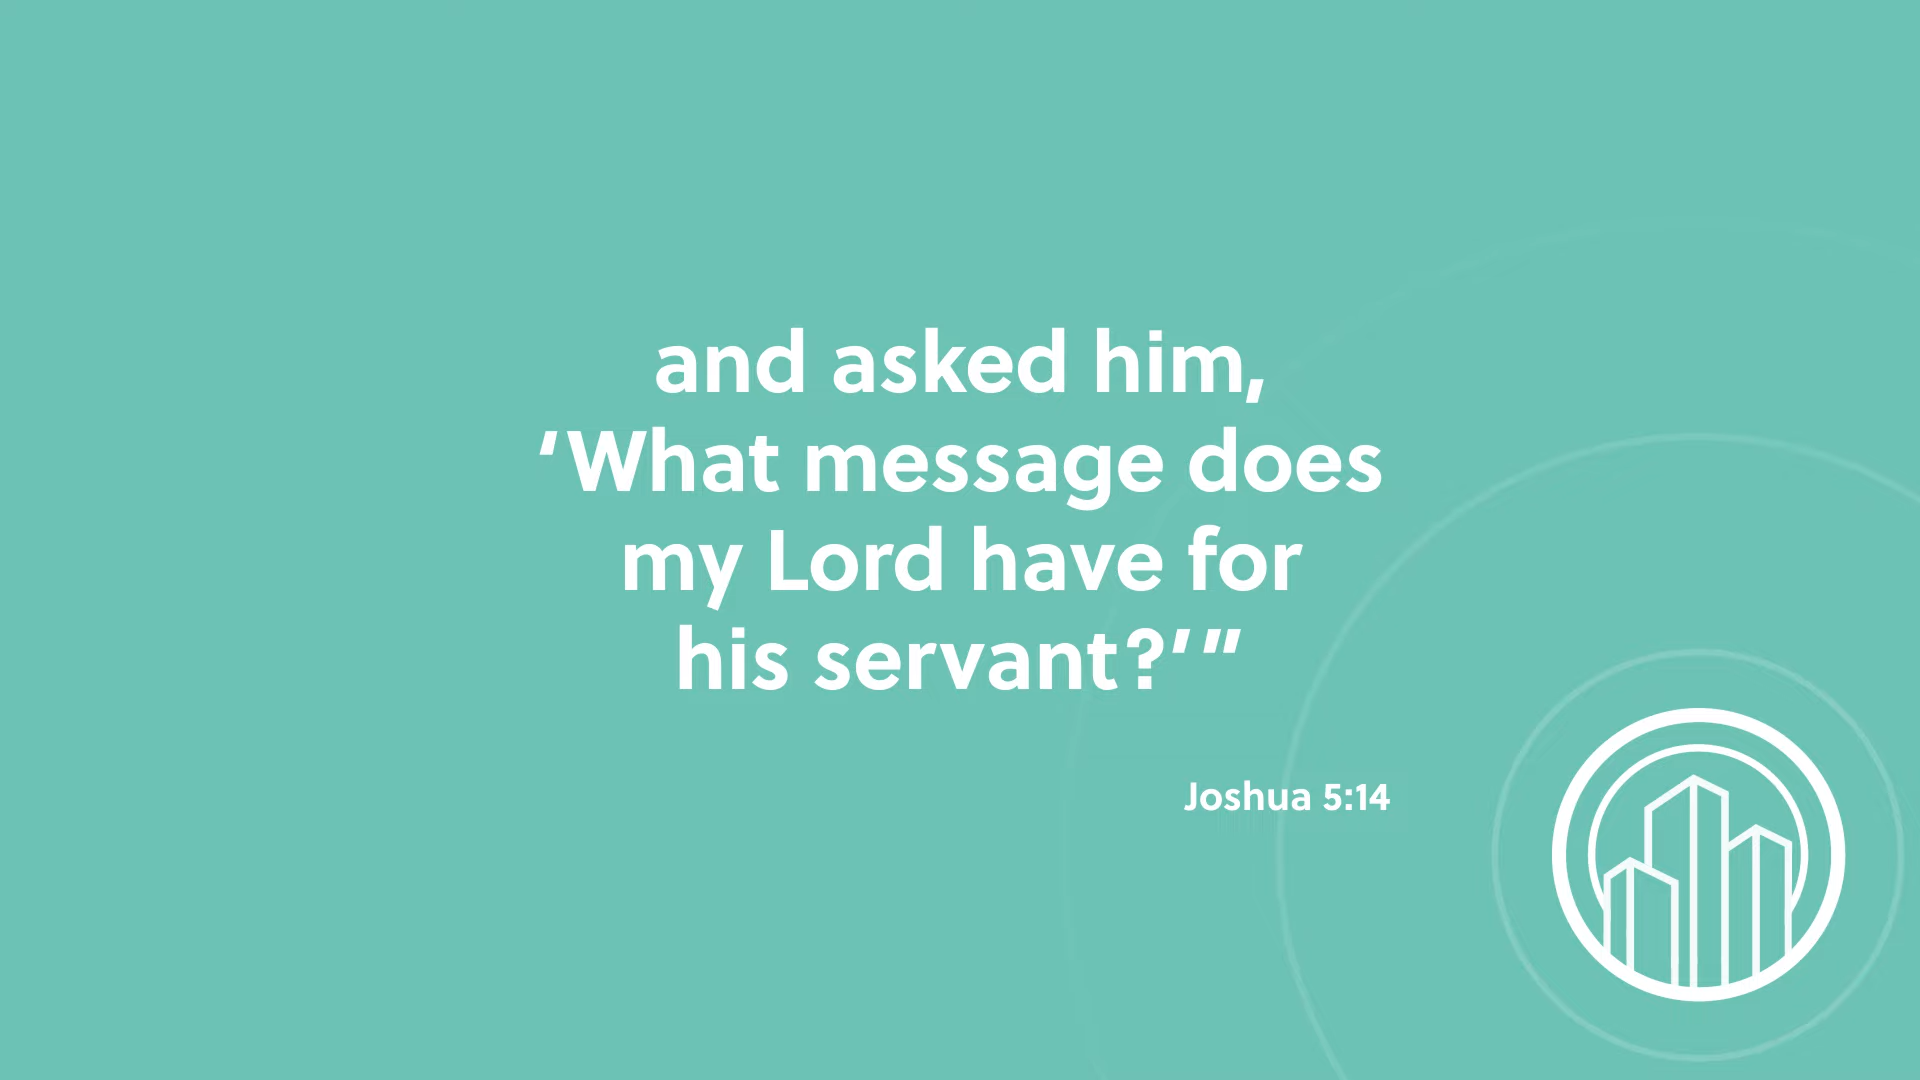 and asked him,
‘What message does
my Lord have for
his servant?’”
Joshua 5:14